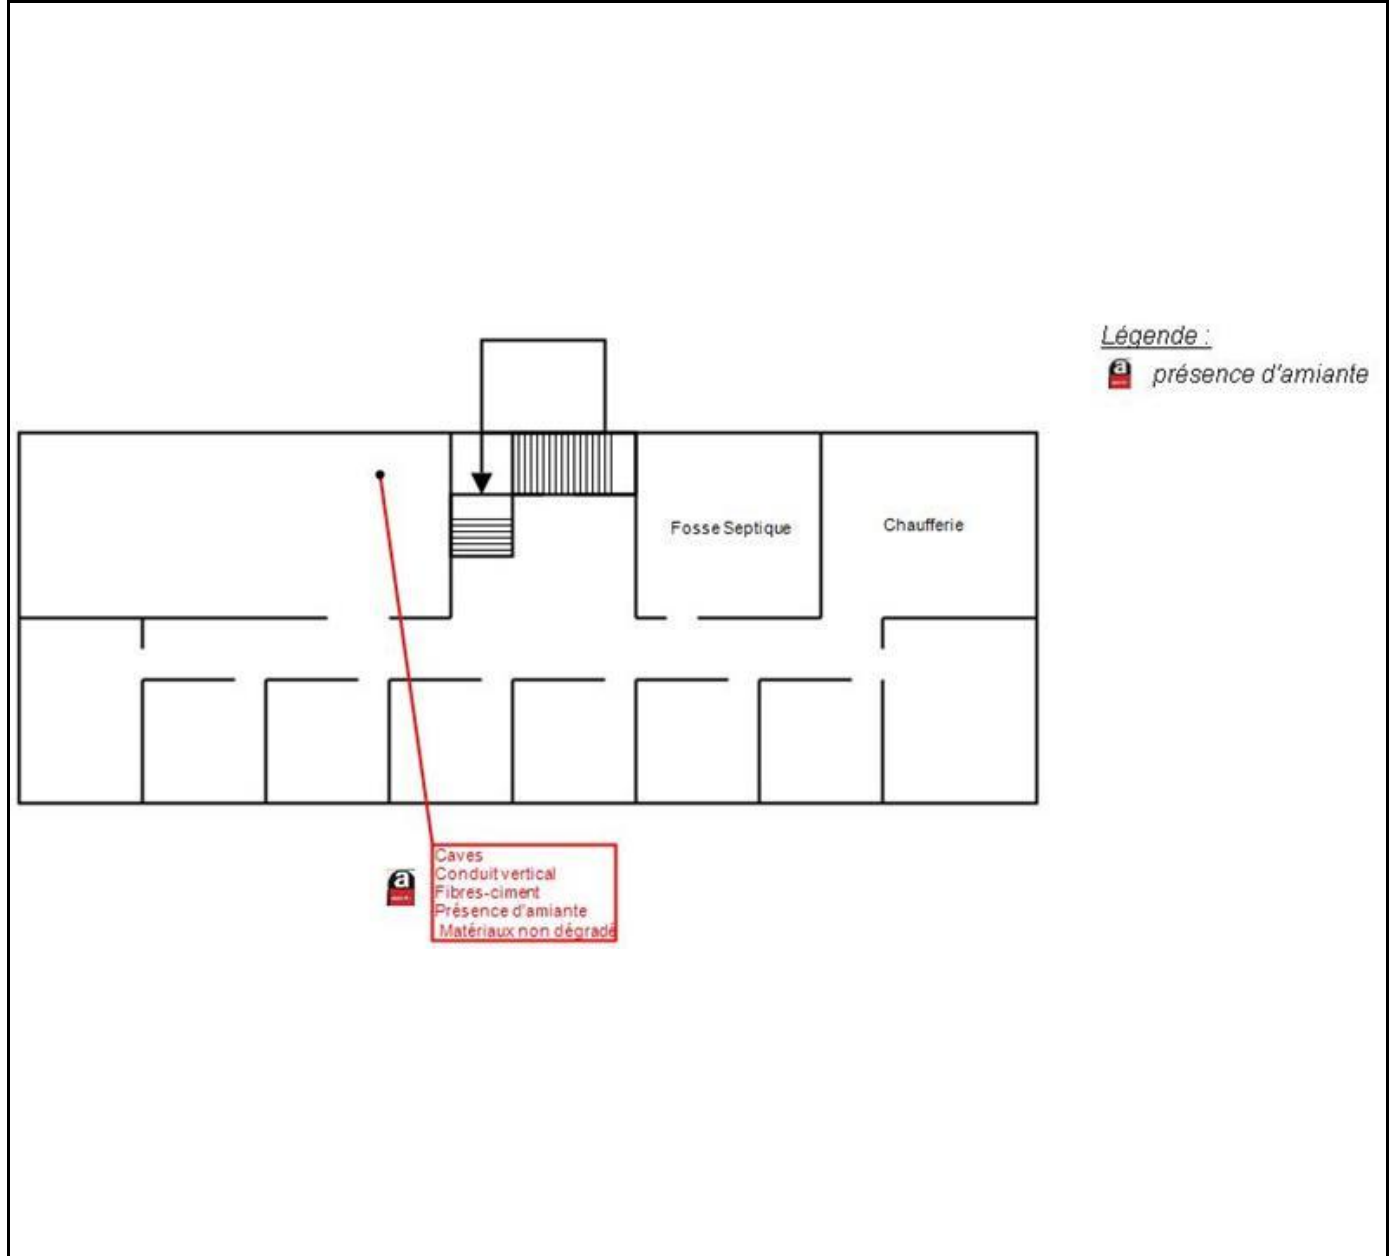 Légende :
a présence d'amiante
Fosse Septique
Chaufferie
a
Caves
Conduit vertical
Fibres-ciment
Présence d'amiante
Matériaux non dégradé